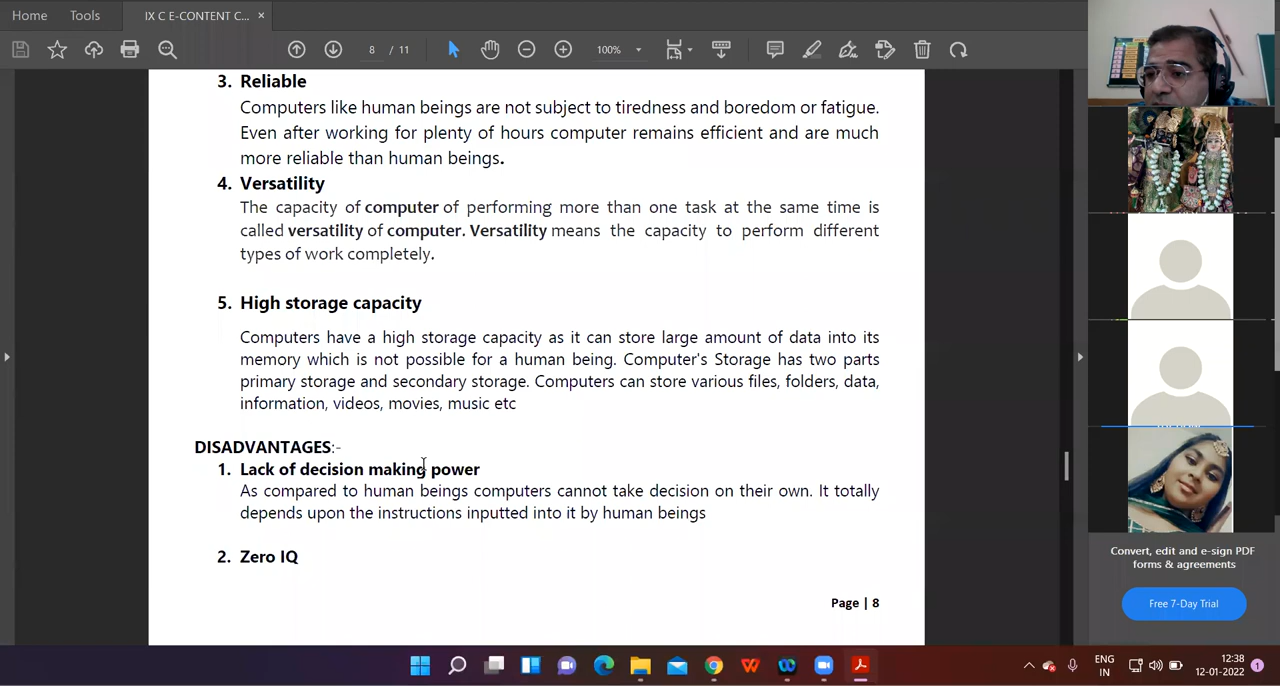 Home
Tools
IX C E-CONTENT C... ×
8 / 11
100%
3. Reliable
Computers like human beings are not subject to tiredness and boredom or fatigue.
Even after working for plenty of hours computer remains efficient and are much
more reliable than human beings.
4. Versatility
The capacity of computer of performing more than one task at the same time is
called versatility of computer. Versatility means the capacity to perform different
types of work completely.
5. High storage capacity
Computers have a high storage capacity as it can store large amount of data into its
memory which is not possible for a human being. Computer's Storage has two parts
primary storage and secondary storage. Computers can store various files, folders, data,
information, videos, movies, music etc
DISADVANTAGES:-
1. Lack of decision making power
As compared to human beings computers cannot take decision on their own. It totally
depends upon the instructions inputted into it by human beings
2. Zero IQ
Page | 8
Convert, edit and e-sign PDF
forms & agreements
Free 7-Day Trial
ENG
IN
12:38
12-01-2022
1